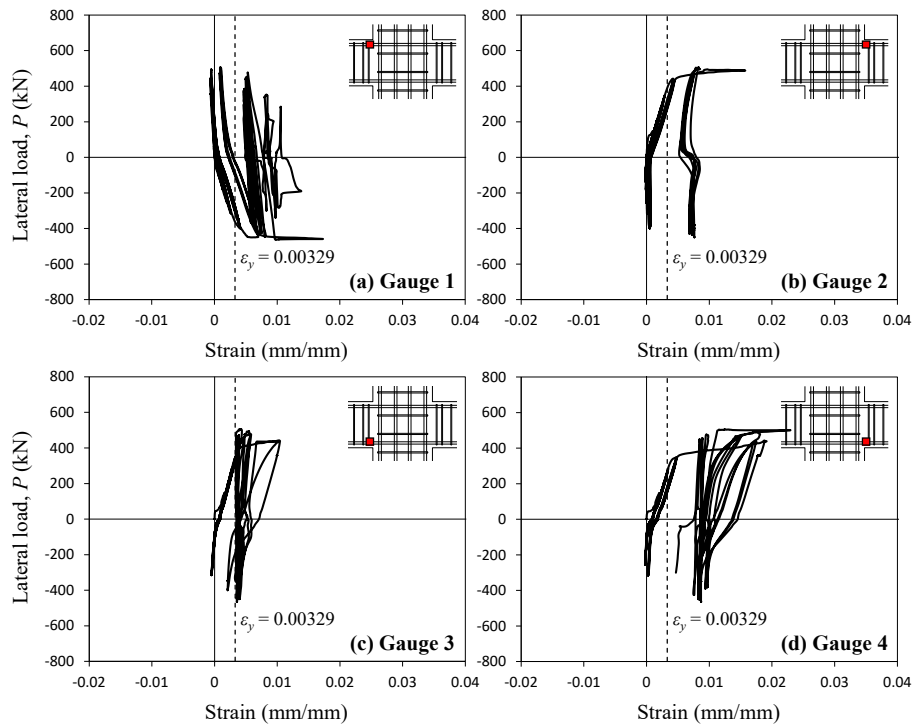 800
600
400
200
0
-200
-400
-600
-800
Lateral load, P (kN)
εy = 0.00329
(a) Gauge 1
-0.02 -0.01 0 0.01 0.02 0.03 0.04
Strain (mm/mm)
800
600
400
200
0
-200
-400
-600
-800
εy = 0.00329
(b) Gauge 2
-0.02 -0.01 0 0.01 0.02 0.03 0.04
Strain (mm/mm)
800
600
400
200
0
-200
-400
-600
-800
Lateral load, P (kN)
εy = 0.00329
(c) Gauge 3
-0.02 -0.01 0 0.01 0.02 0.03 0.04
Strain (mm/mm)
800
600
400
200
0
-200
-400
-600
-800
εy = 0.00329
(d) Gauge 4
-0.02 -0.01 0 0.01 0.02 0.03 0.04
Strain (mm/mm)